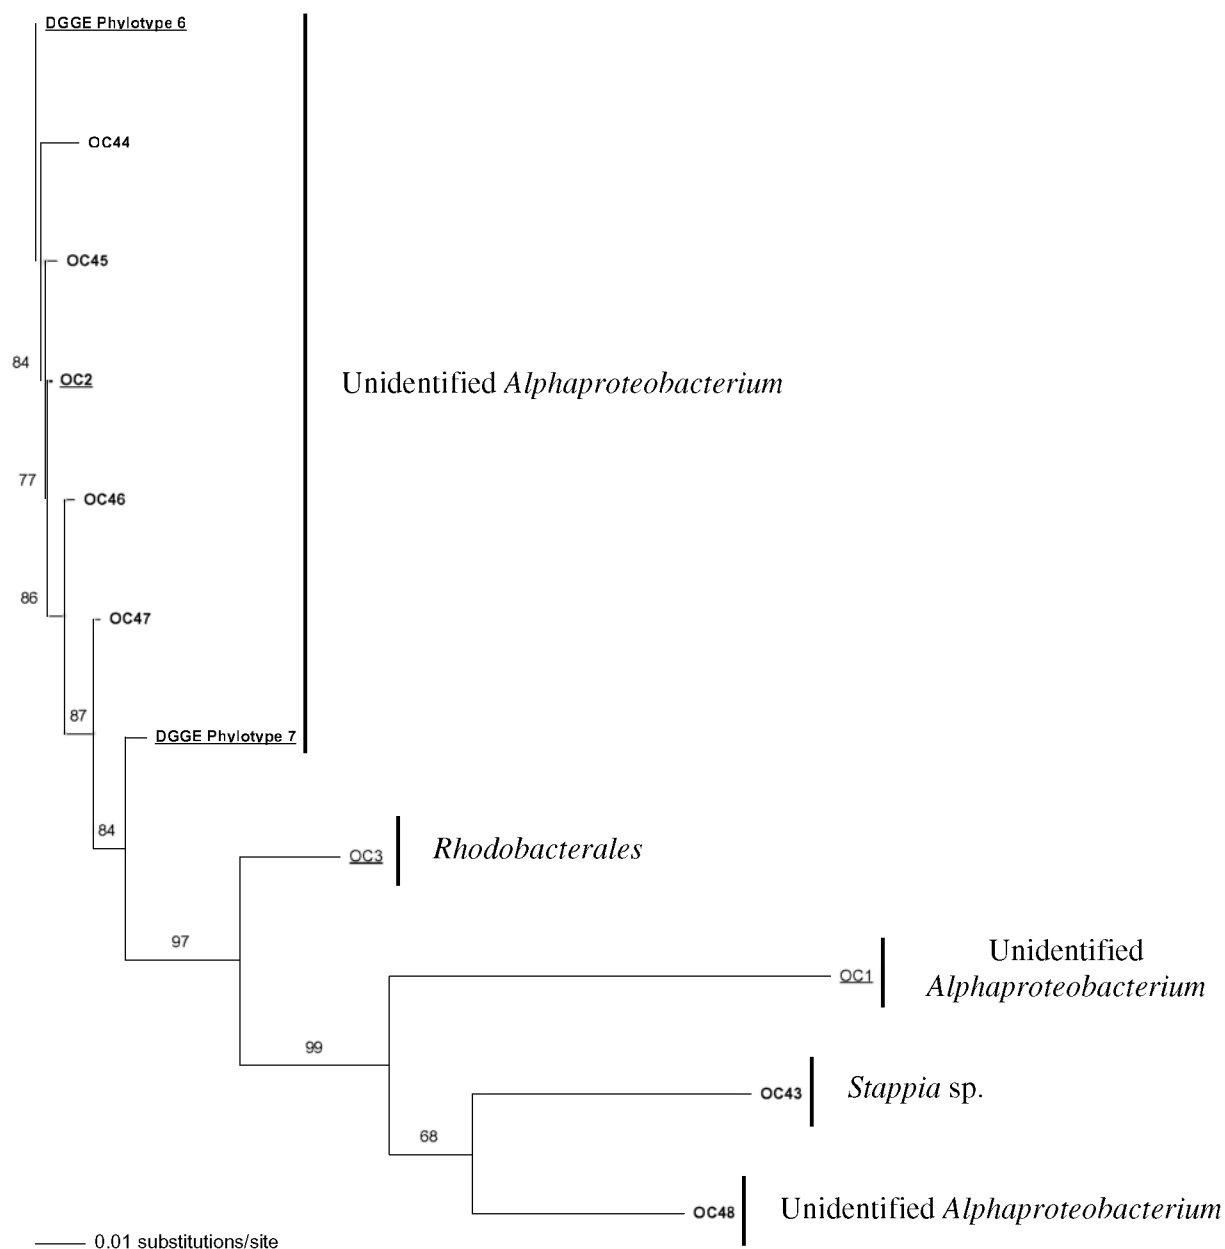 DGGE Phylotype 6
OC44
OC45
84
OC2
Unidentified Alphaproteobacterium
77
OC46
86
OC47
87
DGGE Phylotype 7
84
OC3
Rhodobacterales
97
Unidentified
Alphaproteobacterium
OC1
99
OC43
Stappia sp.
68
OC48
Unidentified Alphaproteobacterium
0.01 substitutions/site